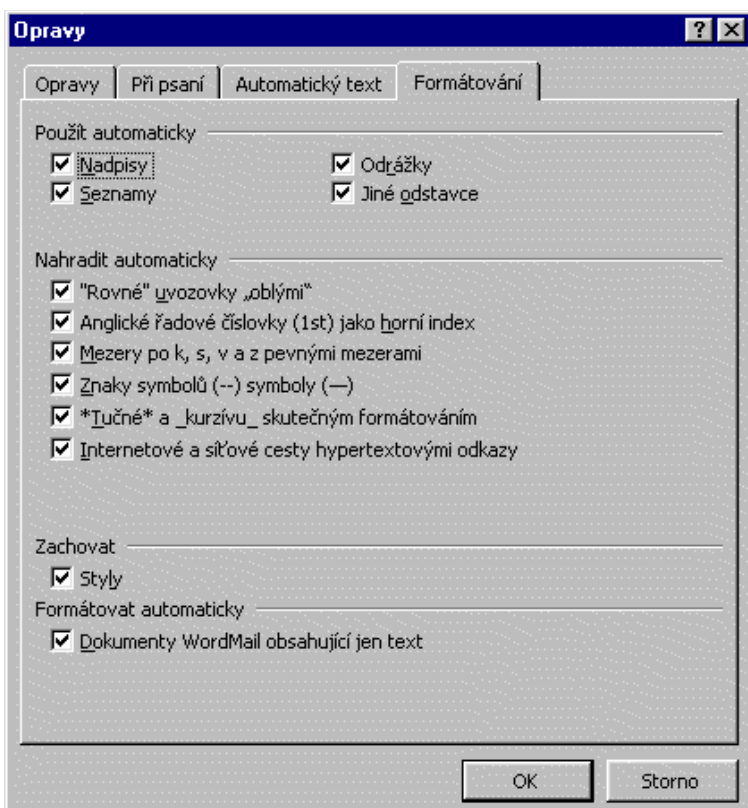 Opravy
Opravy Při psaní Automatický text Formátování
Použít automaticky
Nadpisy Odrážky
Seznamy Jiné odstavce
Nahradit automaticky
"Rovné" uvozovky „oblými“
Anglické řadové číslovky (1st) jako horní index
Mezery po k, s, v a z pevnými mezerami
Znaky symbolů (--) symboly (—)
*Tučné* a _kurzívu_ skutečným formátováním
Internetové a síťové cesty hypertextovými odkazy
Zachovat
Styly
Formátovat automaticky
Dokumenty WordMail obsahující jen text
OK Storno